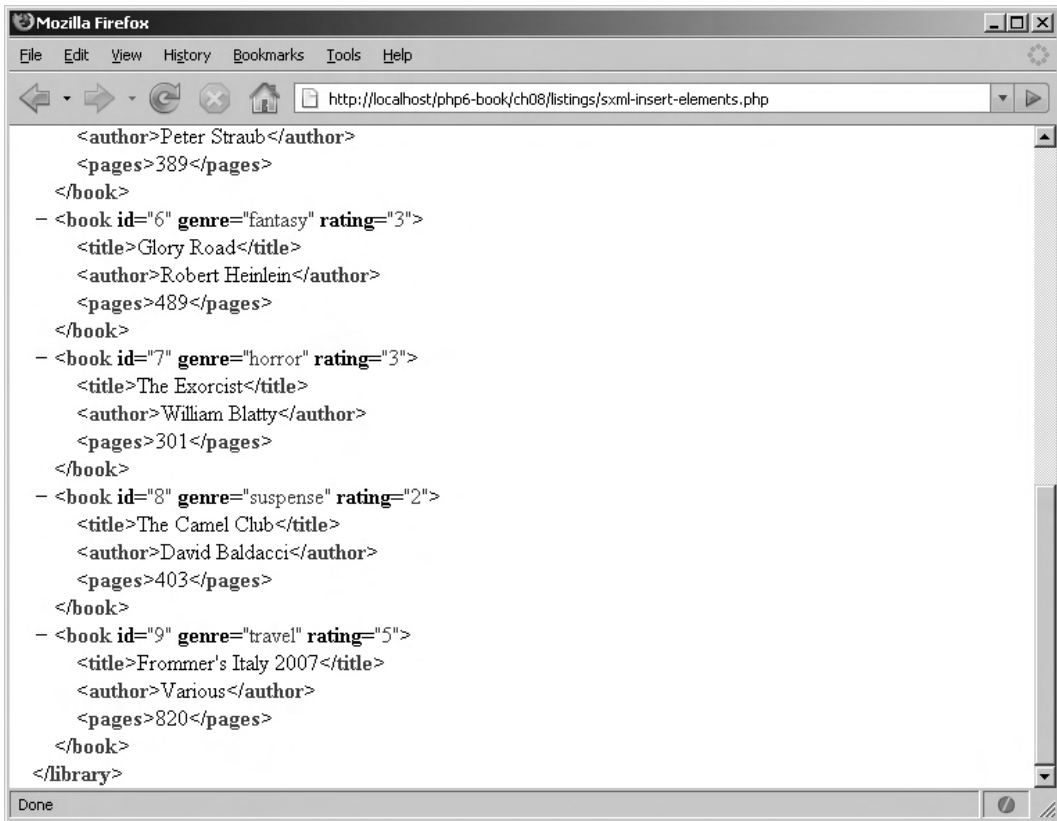 Mozilla Firefox
File Edit View History Bookmarks Tools Help
http://localhost/php6-book/ch08/listings/sxml-insert-elements.php
<author>Peter Straub</author>
<pages>389</pages>
</book>
− <book id="6" genre="fantasy" rating="3">
<title>Glory Road</title>
<author>Robert Heinlein</author>
<pages>489</pages>
</book>
− <book id="7" genre="horror" rating="3">
<title>The Exorcist</title>
<author>William Blatty</author>
<pages>301</pages>
</book>
− <book id="8" genre="suspense" rating="2">
<title>The Camel Club</title>
<author>David Baldacci</author>
<pages>403</pages>
</book>
− <book id="9" genre="travel" rating="5">
<title>Frommer's Italy 2007</title>
<author>Various</author>
<pages>820</pages>
</book>
</library>
Done